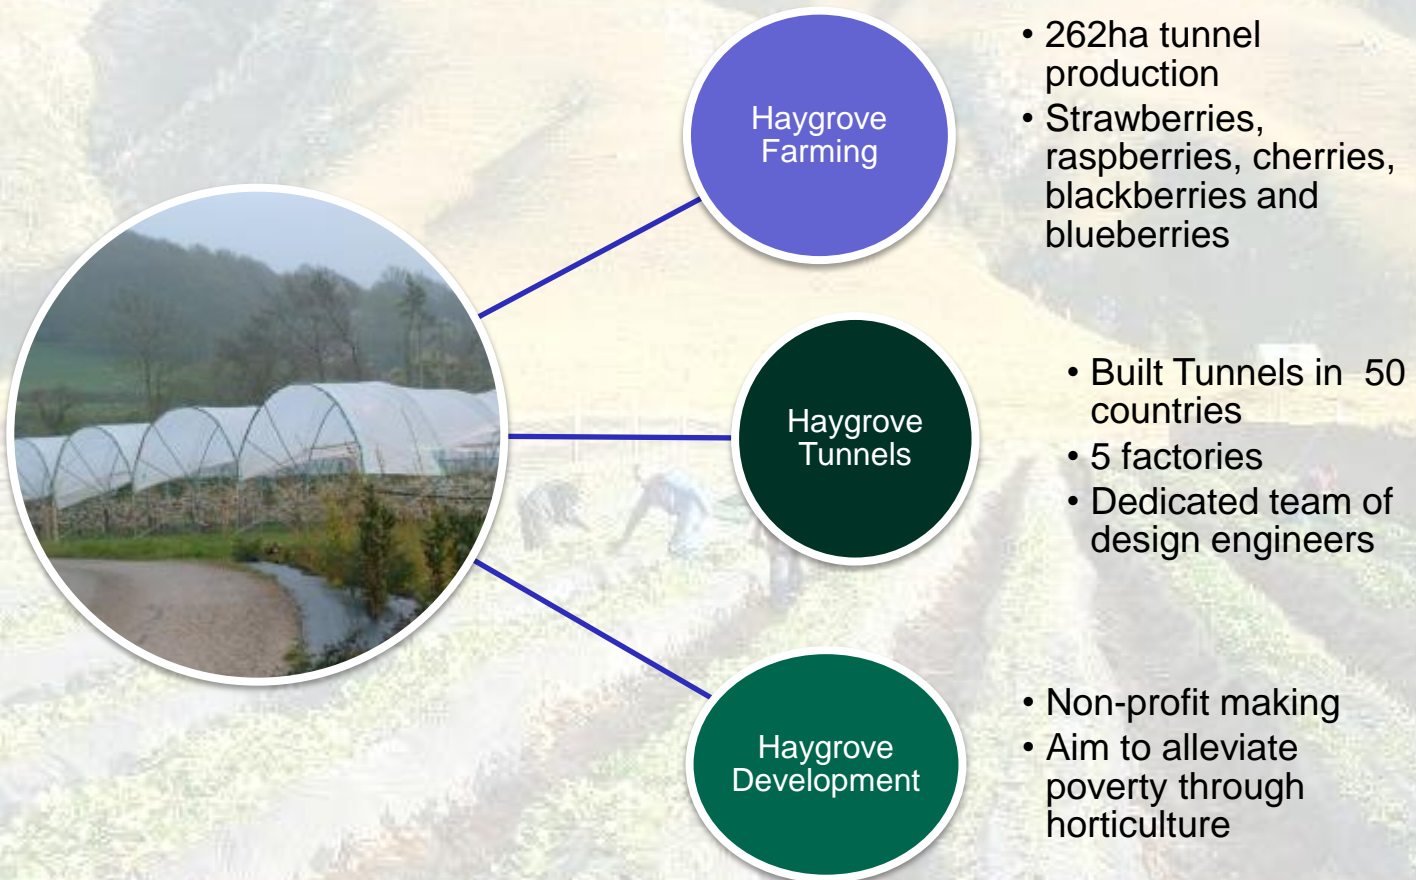 Haygrove
Farming
• 262ha tunnel
production
• Strawberries,
raspberries, cherries,
blackberries and
blueberries
Haygrove
Tunnels
• Built Tunnels in  50
countries
• 5 factories
• Dedicated team of
design engineers
Haygrove
Development
• Non-profit making
• Aim to alleviate
poverty through
horticulture